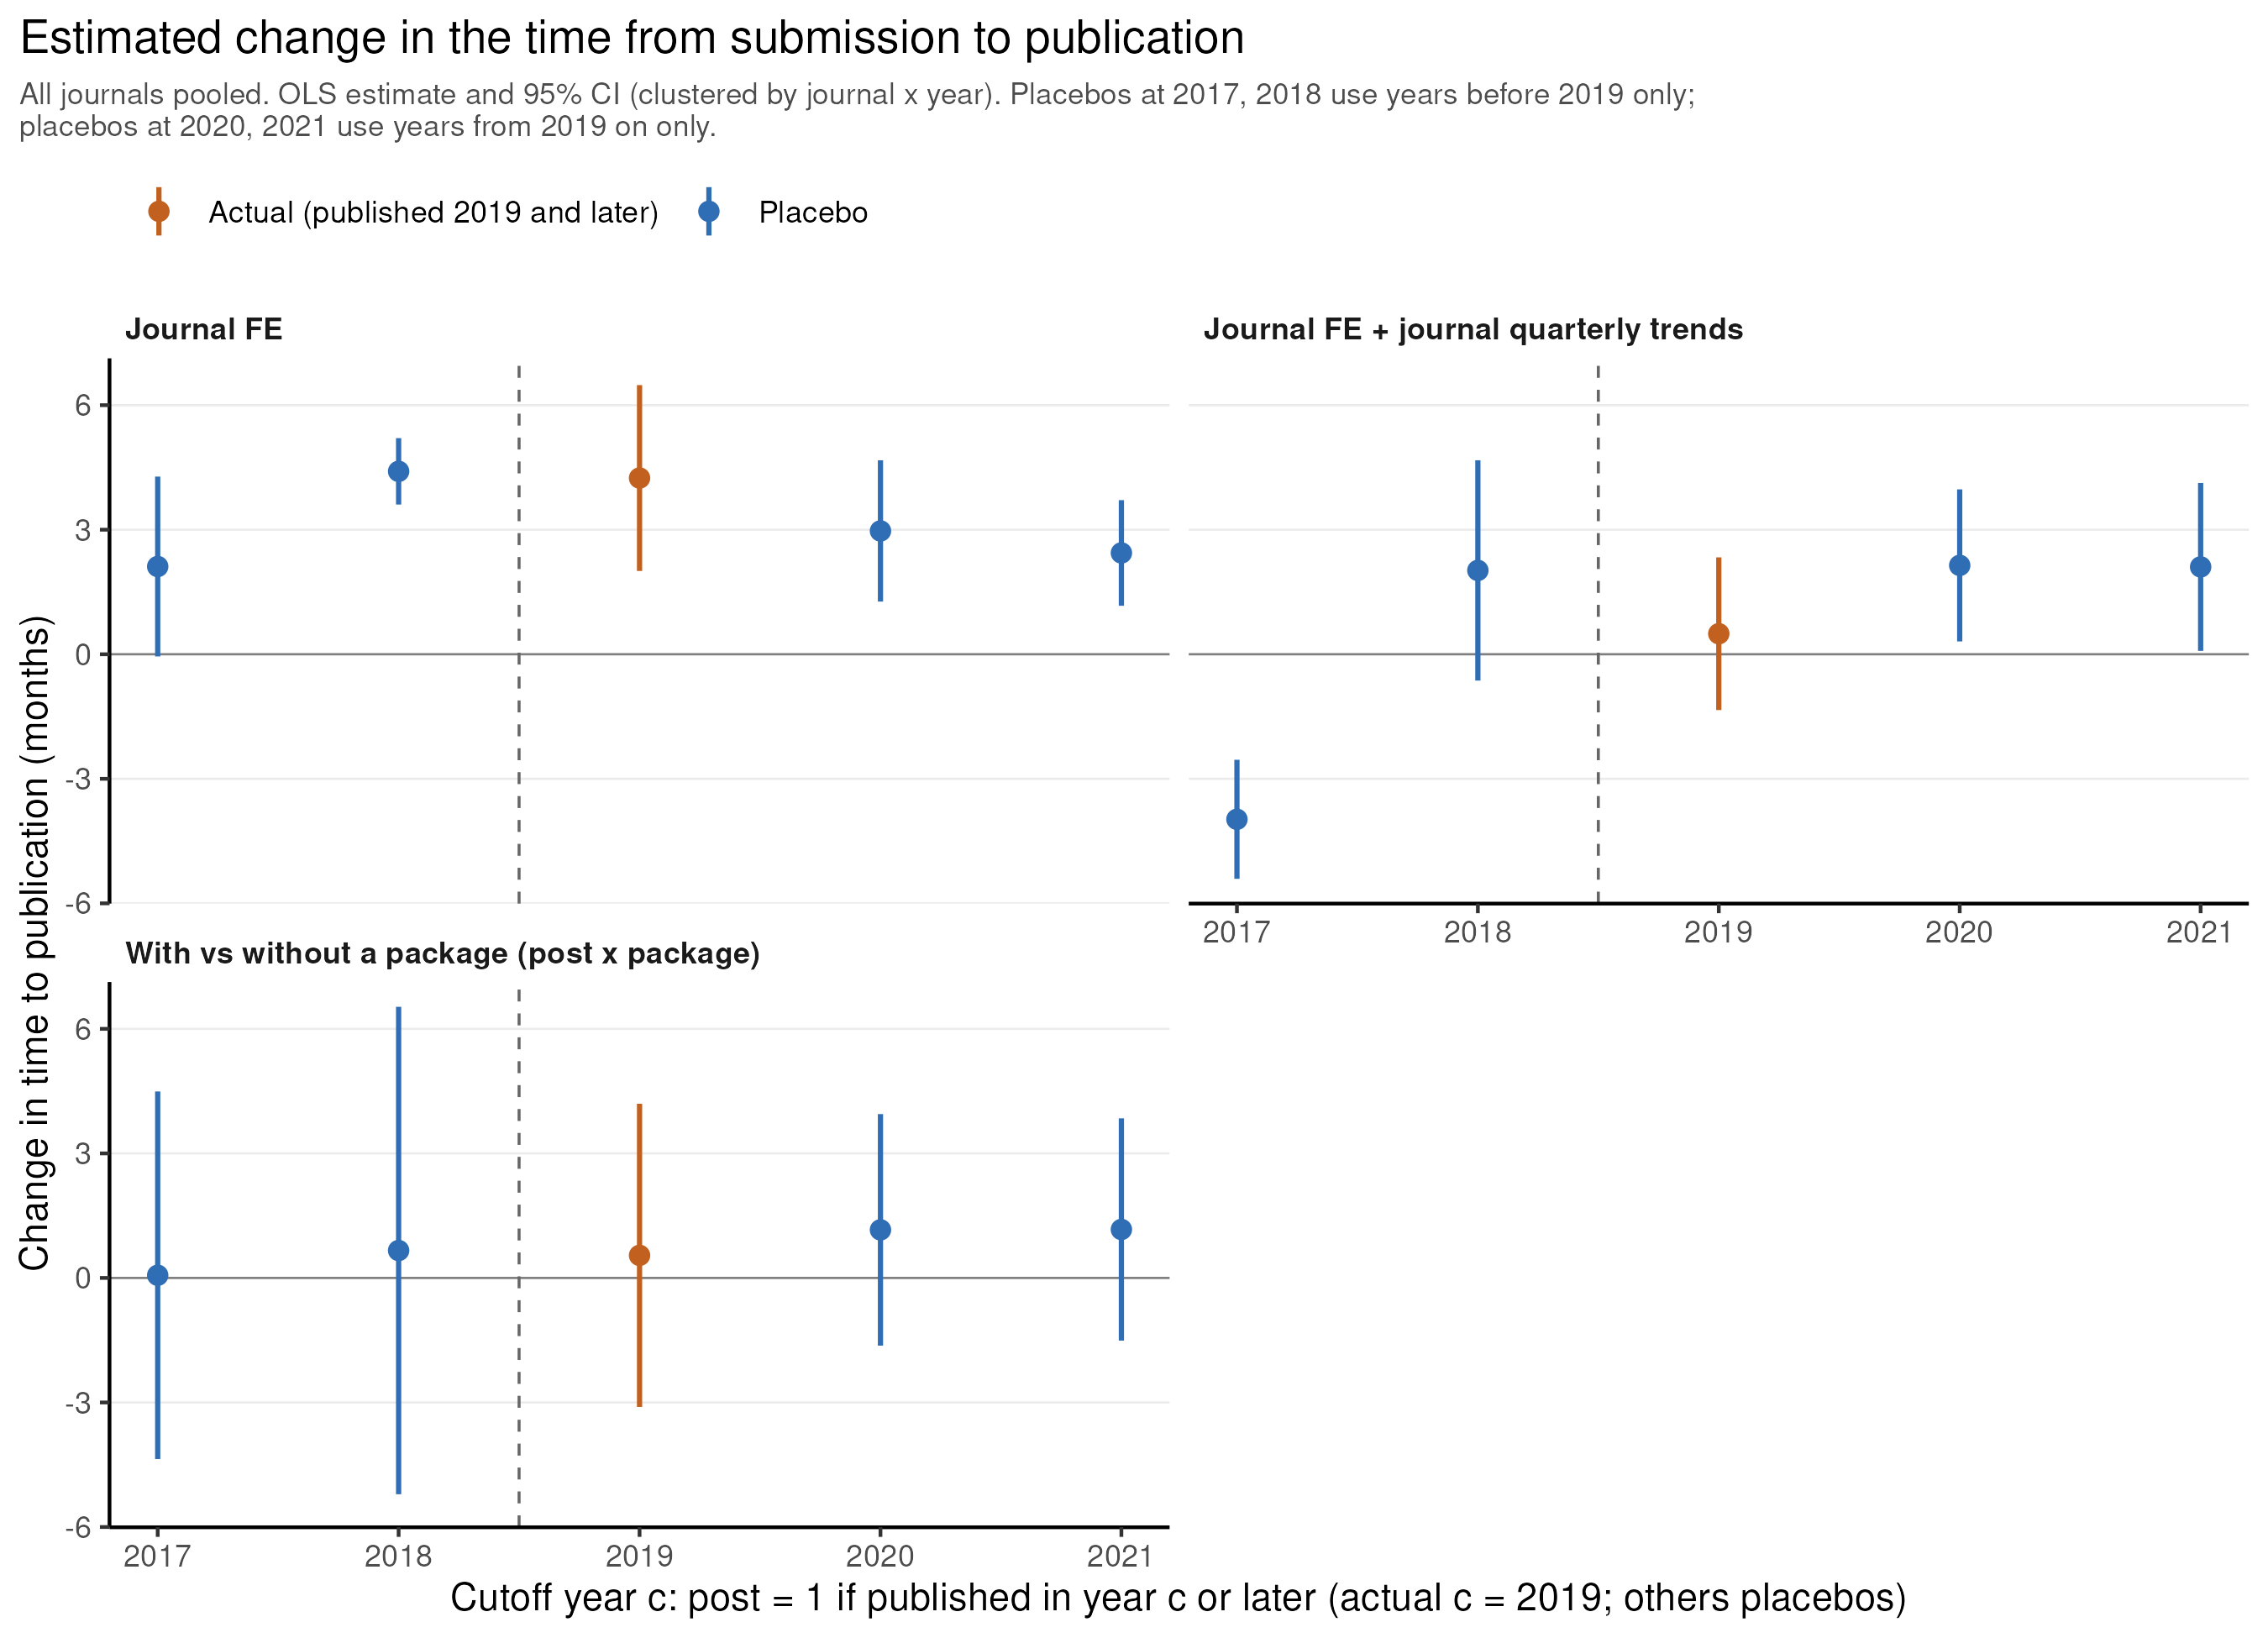 Estimated change in the time from submission to publication
All journals pooled. OLS estimate and 95% CI (clustered by journal x year). Placebos at 2017, 2018 use years before 2019 only;
placebos at 2020, 2021 use years from 2019 on only.
Actual (published 2019 and later) Placebo
Change in time to publication (months)
Journal FE
6
3
0
-3
-6
Journal FE + journal quarterly trends
2017 2018 2019 2020 2021
With vs without a package (post x package)
6
3
0
-3
-6
2017 2018 2019 2020 2021
Cutoff year c: post = 1 if published in year c or later (actual c = 2019; others placebos)